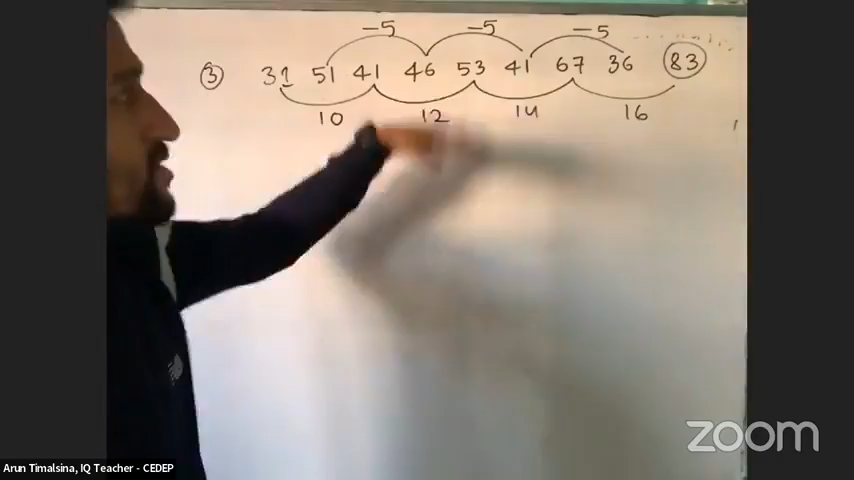 -5 -5 -5
③ 31 51 41 46 53 41 67 36 83
10 12 14 16
zoom
Arun Timalsina, IQ Teacher - CEDEP